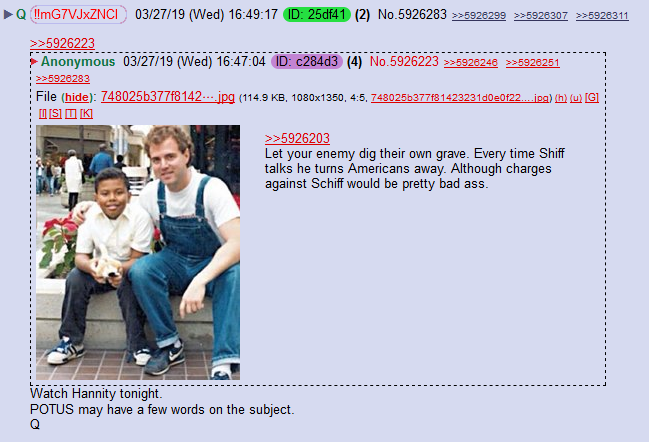 ▶ Q !!mG7VJxZNCI 03/27/19 (Wed) 16:49:17 ID: 25df41 (2) No.5926283 >>5926299 >>5926307 >>5926311
>>5926223
▶ Anonymous 03/27/19 (Wed) 16:47:04 ID: c284d3 (4) No.5926223 >>5926246 >>5926251
>>5926283
File (hide): 748025b377f8142⋯.jpg (114.9 KB, 1080x1350, 4:5, 748025b377f81423231d0e0f22….jpg) (h) (u) [G]
[I] [S] [T] [K]
>>5926203
Let your enemy dig their own grave. Every time Shiff
talks he turns Americans away. Although charges
against Schiff would be pretty bad ass.
Watch Hannity tonight.
POTUS may have a few words on the subject.
Q